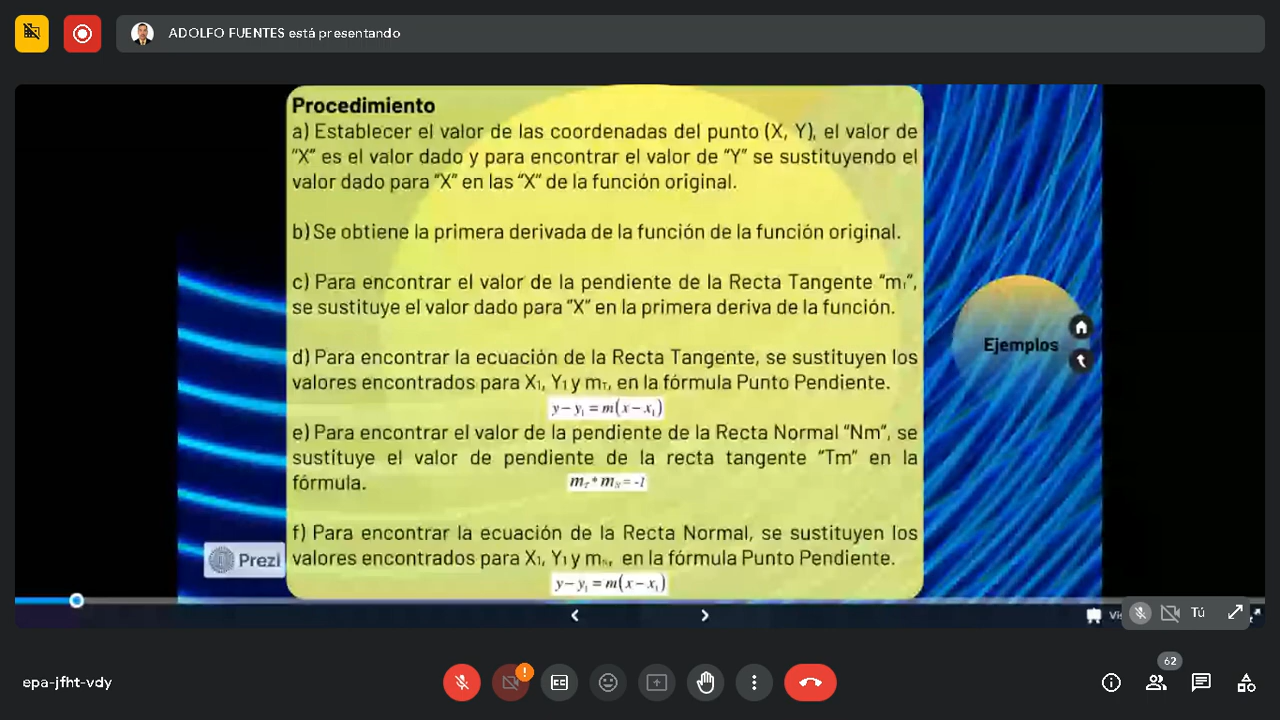 ADOLFO FUENTES está presentando
Procedimiento
a) Establecer el valor de las coordenadas del punto (X, Y), el valor de
“X” es el valor dado y para encontrar el valor de “Y” se sustituyendo el
valor dado para “X” en las “X” de la función original.
b) Se obtiene la primera derivada de la función de la función original.
c) Para encontrar el valor de la pendiente de la Recta Tangente “mₜ”,
se sustituye el valor dado para “X” en la primera deriva de la función.
d) Para encontrar la ecuación de la Recta Tangente, se sustituyen los
valores encontrados para X₁, Y₁ y mₜ, en la fórmula Punto Pendiente.
y – y₁ = m(x – x₁)
e) Para encontrar el valor de la pendiente de la Recta Normal “Nm”, se
sustituye el valor de pendiente de la recta tangente “Tm” en la
fórmula.
m_T * m_N = -1
f) Para encontrar la ecuación de la Recta Normal, se sustituyen los
valores encontrados para X₁, Y₁ y m_N, en la fórmula Punto Pendiente.
y – y₁ = m(x – x₁)
Ejemplos
Prezi
Tú
epa-jfht-vdy
62